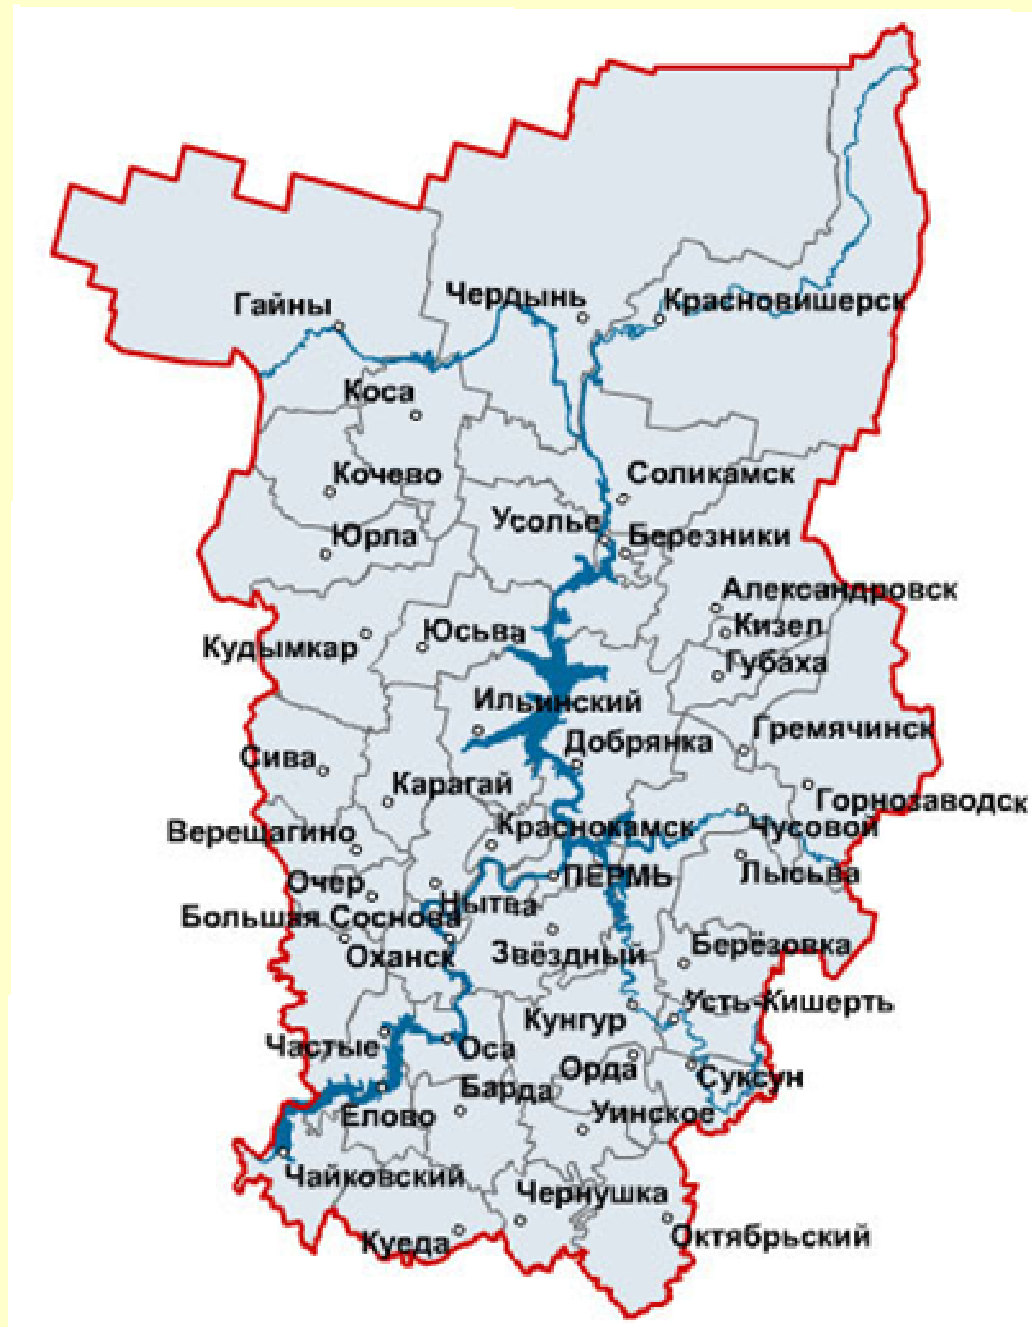 Гайны
Чердынь
Красновишерск
Коса
Кочево
Соликамск
Усолье
Юрла
Березники
Александровск
Кизел
Юсьва
Кудымкар
Губаха
Ильинский
Гремячинск
Добрянка
Сива
Карагай
Горнозаводск
Краснокамск
Чусовой
Верещагино
ПЕРМЬ
Лысьва
Очер
Нытва
Большая Соснова
Берёзовка
Оханск
Звёздный
Усть-Кишерть
Кунгур
Частые
Оса
Орда
Суксун
Барда
Елово
Уинское
Чайковский
Чернушка
Куеда
Октябрьский